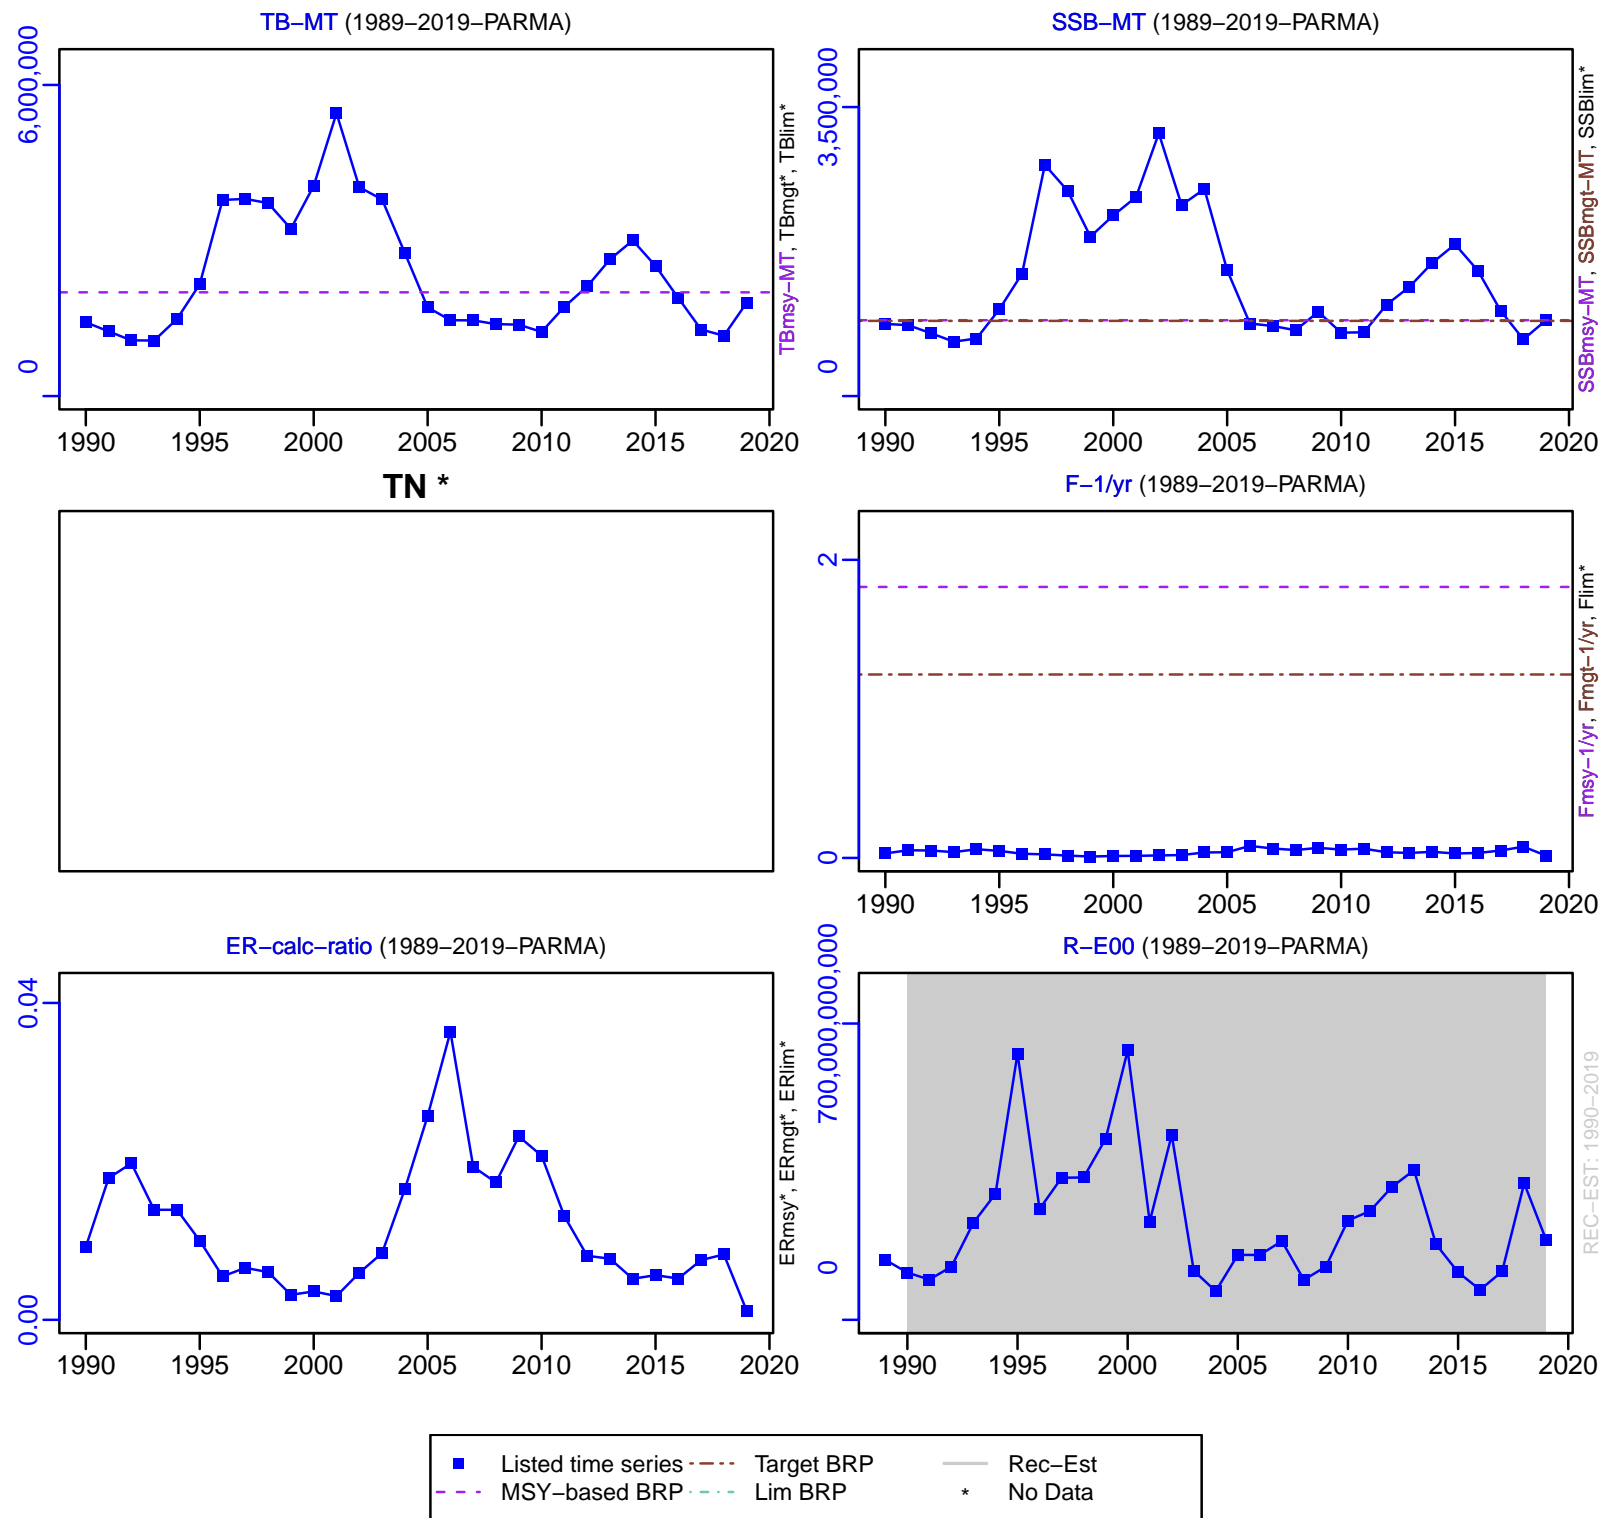 TB−MT (1989−2019−PARMA)
6,000,000
0
TBmsy−MT, TBmgt*, TBlim*
1990 1995 2000 2005 2010 2015 2020
SSB−MT (1989−2019−PARMA)
3,500,000
0
SSBmsy−MT, SSBmgt−MT, SSBlim*
1990 1995 2000 2005 2010 2015 2020
TN *
F−1/yr (1989−2019−PARMA)
2
0
Fmsy−1/yr, Fmgt−1/yr, Flim*
1990 1995 2000 2005 2010 2015 2020
ER−calc−ratio (1989−2019−PARMA)
0.04
0.00
ERmsy*, ERmgt*, ERlim*
1990 1995 2000 2005 2010 2015 2020
R−E00 (1989−2019−PARMA)
700,000,000,000
0
REC−EST: 1990−2019
1990 1995 2000 2005 2010 2015 2020
Listed time series Target BRP Rec−Est
MSY−based BRP Lim BRP * No Data